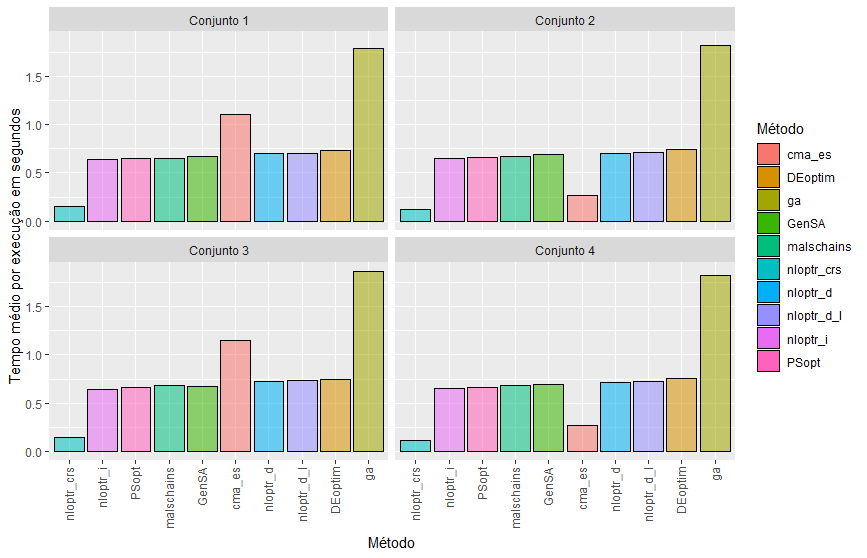 Conjunto 1
Conjunto 2
1.5
1.0
0.5
0.0
Conjunto 3
Conjunto 4
1.5
1.0
0.5
0.0
Tempo médio por execução em segundos
nloptr_crs
nloptr_i
PSopt
malschains
GenSA
cma_es
nloptr_d
nloptr_d_l
DEoptim
ga
nloptr_crs
nloptr_i
PSopt
malschains
GenSA
cma_es
nloptr_d
nloptr_d_l
DEoptim
ga
Método
Método
cma_es
DEoptim
ga
GenSA
malschains
nloptr_crs
nloptr_d
nloptr_d_l
nloptr_i
PSopt